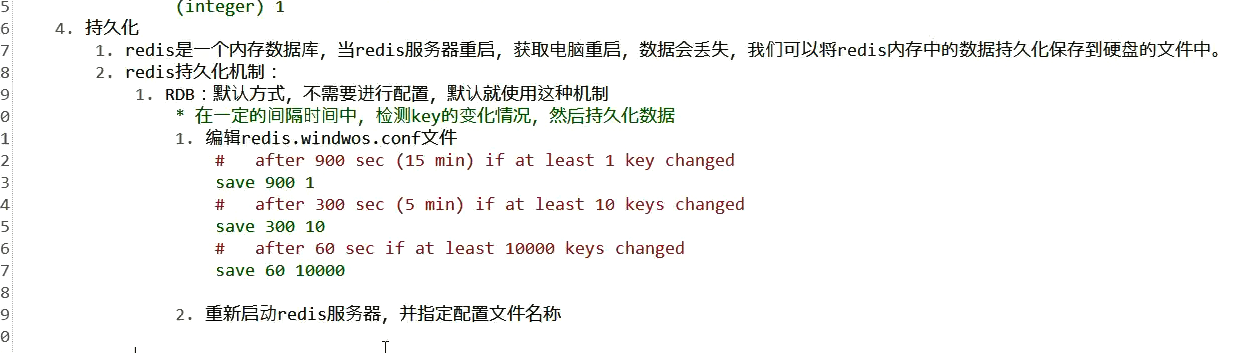 5 (integer) 1
6 4. 持久化
7 1. redis是一个内存数据库，当redis服务器重启，获取电脑重启，数据会丢失，我们可以将redis内存中的数据持久化保存到硬盘的文件中。
8 2. redis持久化机制：
9 1. RDB：默认方式，不需要进行配置，默认就使用这种机制
0 * 在一定的间隔时间中，检测key的变化情况，然后持久化数据
1 1. 编辑redis.windwos.conf文件
2 # after 900 sec (15 min) if at least 1 key changed
3 save 900 1
4 # after 300 sec (5 min) if at least 10 keys changed
5 save 300 10
6 # after 60 sec if at least 10000 keys changed
7 save 60 10000
8
9 2. 重新启动redis服务器，并指定配置文件名称
0